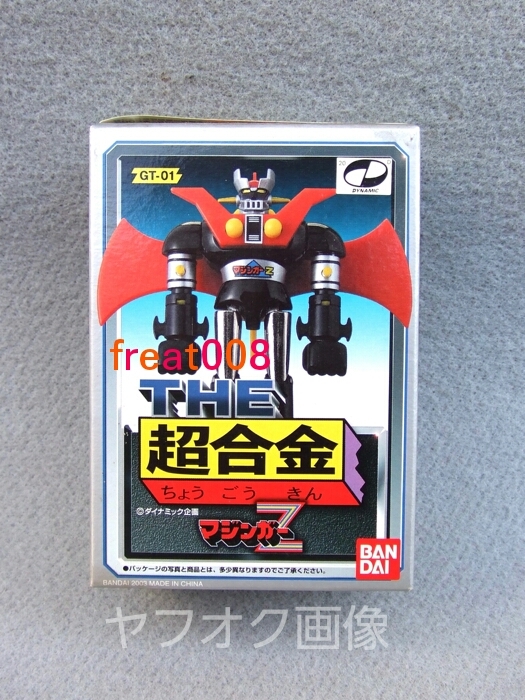 GT-01
DYNAMIC
マジンガーZ
freat008
THE
超合金
ちょう ごう きん
©ダイナミック企画
マジンガーZ
●パッケージの写真と商品とは、多少異なりますのでご了承ください。
BAN
DAI
BANDAI 2003 MADE IN CHINA
ヤフオク画像